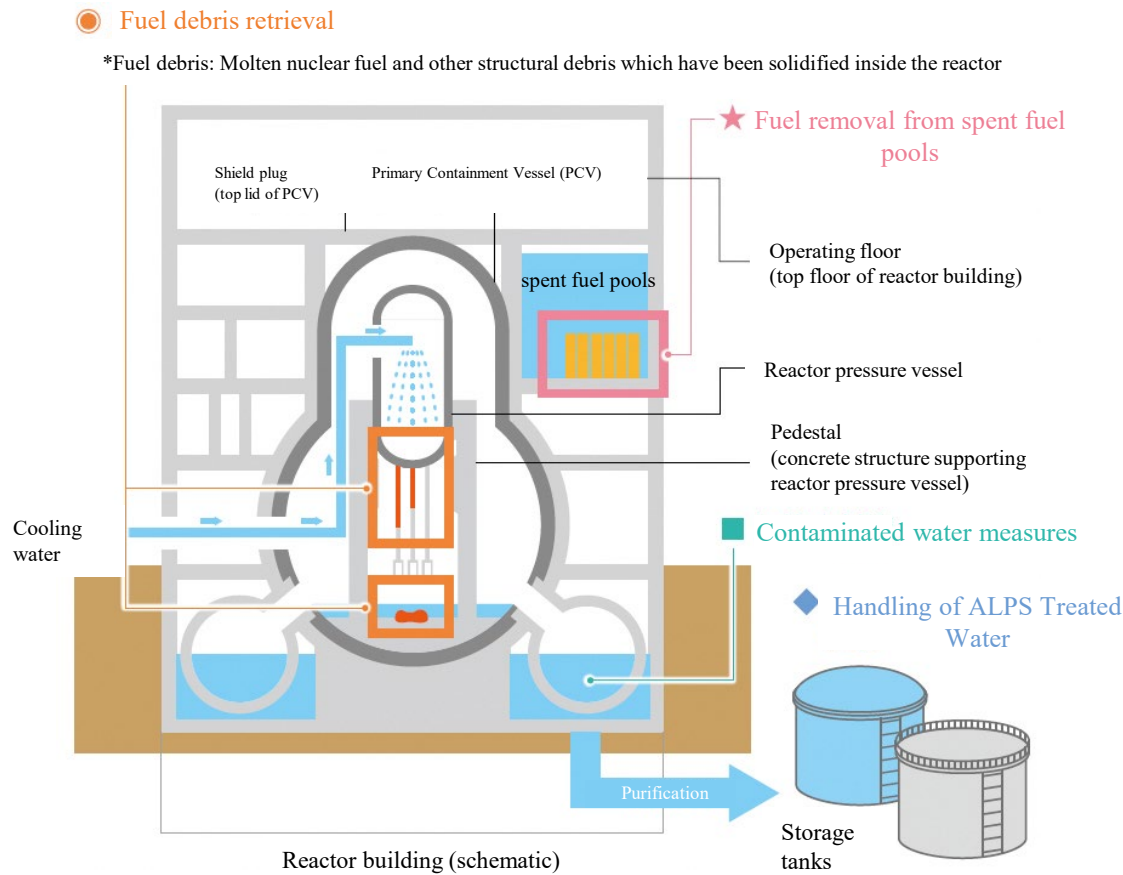 Fuel debris retrieval
*Fuel debris: Molten nuclear fuel and other structural debris which have been solidified inside the reactor
Fuel removal from spent fuel
pools
Shield plug
(top lid of PCV)
Primary Containment Vessel (PCV)
Operating floor
(top floor of reactor building)
spent fuel pools
Reactor pressure vessel
Pedestal
(concrete structure supporting
reactor pressure vessel)
Cooling
water
Contaminated water measures
Handling of ALPS Treated
Water
Purification
Storage
tanks
Reactor building (schematic)